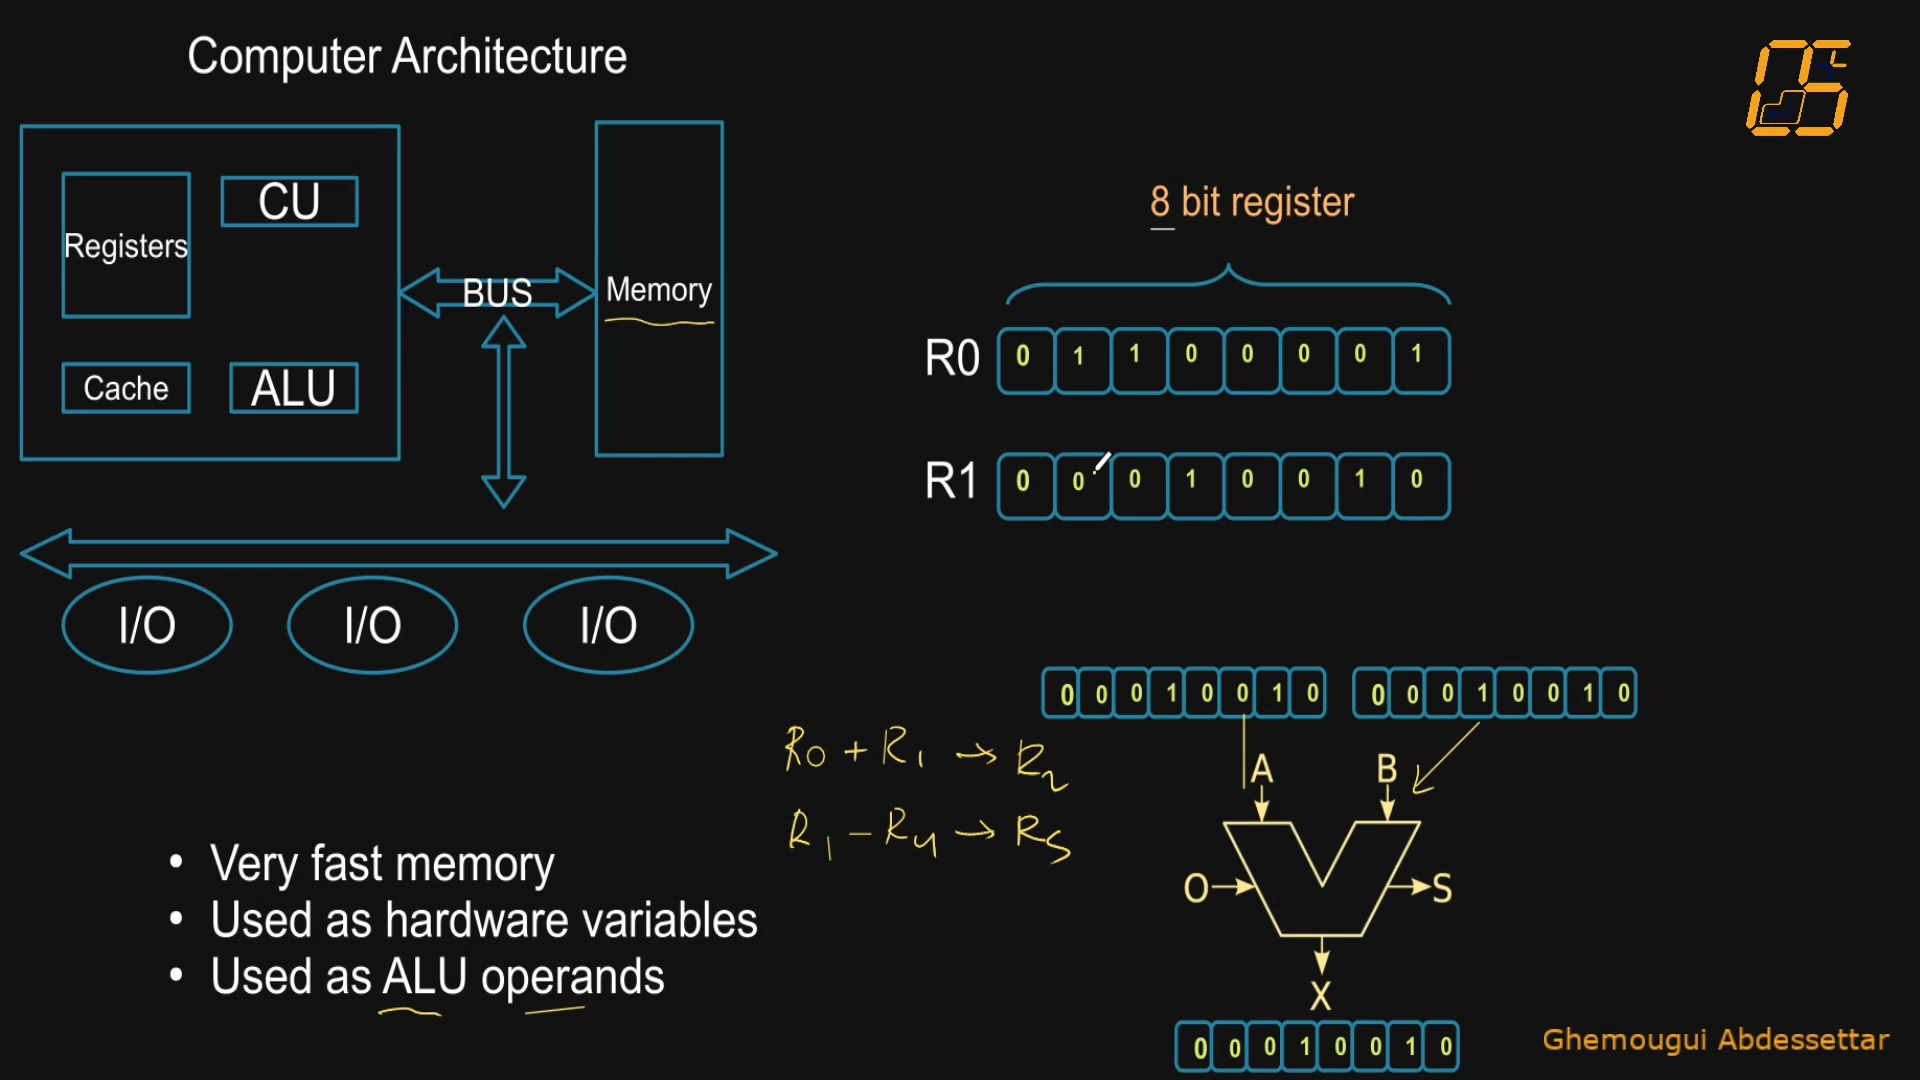 Computer Architecture
Registers
CU
Cache
ALU
BUS
Memory
I/O
I/O
I/O
• Very fast memory
• Used as hardware variables
• Used as ALU operands
8 bit register
R0 0 1 1 0 0 0 0 1
R1 0 0 0 1 0 0 1 0
0 0 0 1 0 0 1 0
0 0 0 1 0 0 1 0
R0 + R1 → R2
R1 - R4 → R5
A
B
O
S
X
0 0 0 1 0 0 1 0
Ghemougui Abdessettar